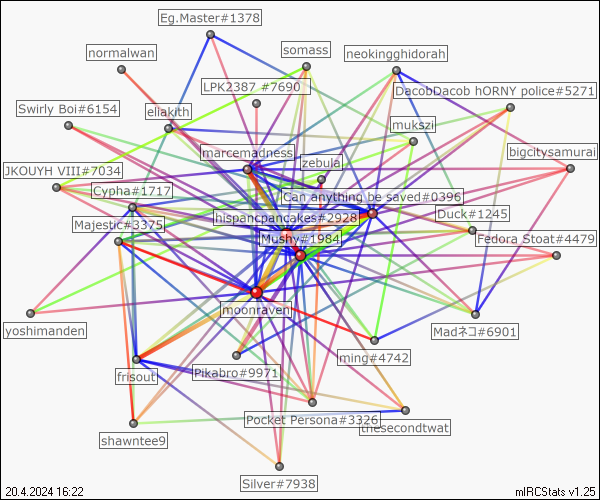 Eg.Master#1378
normalwan
somass
neokingghidorah
LPK2387 #7690
DacobDacob hORNY police#5271
Swirly Boi#6154
eliakith
mukszi
marcemadness
zebula
bigcitysamurai
JKOUYH VIII#7034
Cypha#1717
Can anything be saved#0396
hispancpancakes#2928
Duck#1245
Majestic#3375
Mushy#1984
Fedora Stoat#4479
moonraven
yoshimanden
Madネコ#6901
ming#4742
frisout
Pikabro#9971
Pocket Persona#3326
thesecondtwat
shawntee9
Silver#7938
20.4.2024 16:22
mIRCStats v1.25